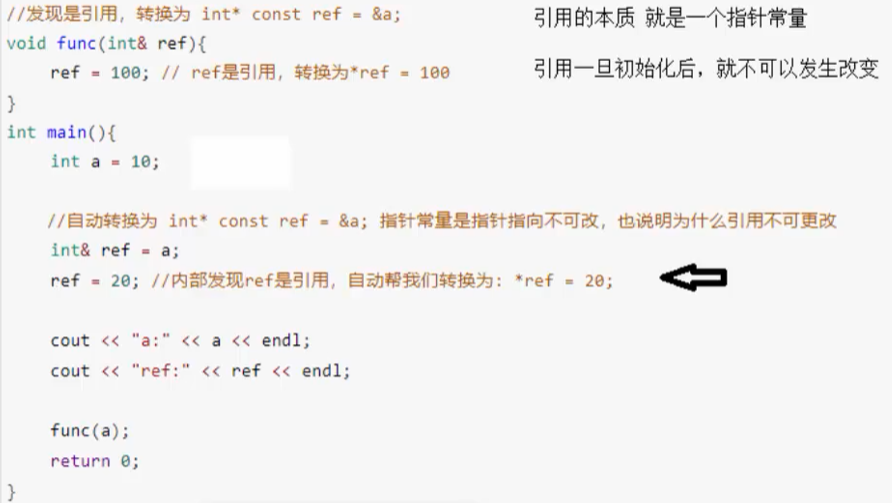 //发现是引用，转换为 int* const ref = &a;
void func(int& ref){
    ref = 100; // ref是引用，转换为*ref = 100
}
int main(){
    int a = 10;
    //自动转换为 int* const ref = &a; 指针常量是指针指向不可改，也说明为什么引用不可更改
    int& ref = a;
    ref = 20; //内部发现ref是引用，自动帮我们转换为: *ref = 20;
    cout << "a:" << a << endl;
    cout << "ref:" << ref << endl;
    func(a);
    return 0;
}
引用的本质 就是一个指针常量
引用一旦初始化后，就不可以发生改变